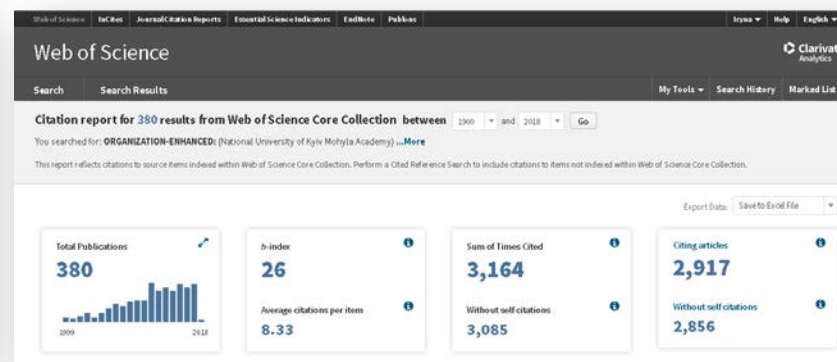 Web of Science InCites Journal Citation Reports Essential Science Indicators EndNote Publons Iryna Help English
Web of Science
Clarivat
Analytics
Search Search Results My Tools Search History Marked List
Citation report for 380 results from Web of Science Core Collection between 1900 and 2018 Go
You searched for: ORGANIZATION-ENHANCED: (National University of Kyiv Mohyla Academy) ...More
This report reflects citations to source items indexed within Web of Science Core Collection. Perform a Cited Reference Search to include citations to items not indexed within Web of Science Core Collection.
Export Data: Save to Excel File
Total Publications
380
1999 2018
h-index
26
Average citations per item
8.33
Sum of Times Cited
3,164
Without self citations
3,085
Citing articles
2,917
Without self citations
2,856